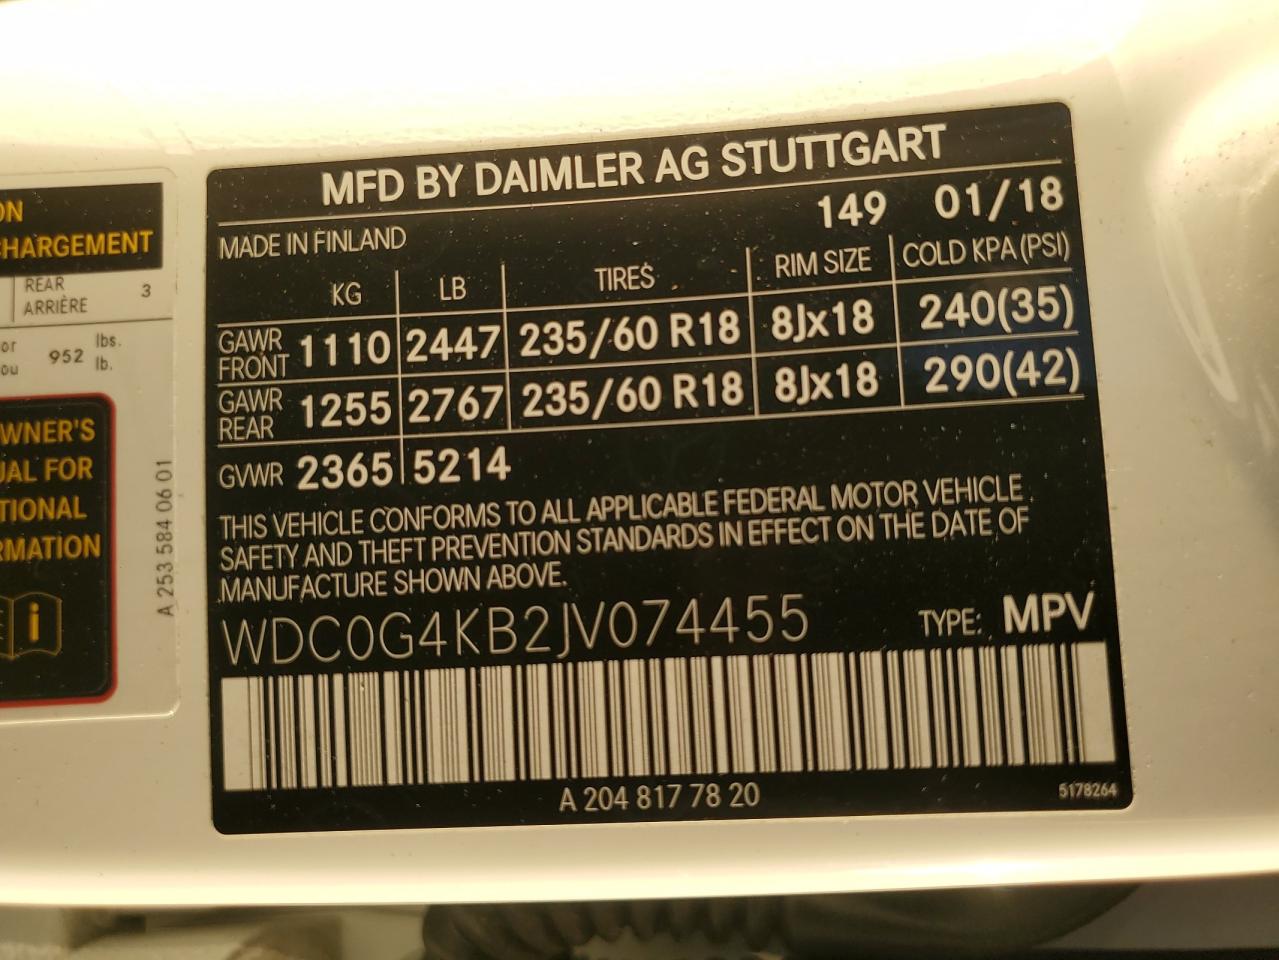 ON
CHARGEMENT
REAR
ARRIÈRE 3
or
ou 952 lbs.
lb.
WNER'S
UAL FOR
TIONAL
RMATION
i
A 253 584 06 01
MFD BY DAIMLER AG STUTTGART
MADE IN FINLAND 149 01/18
KG LB TIRES RIM SIZE COLD KPA (PSI)
GAWR
FRONT 1110 2447 235/60 R18 8Jx18 240(35)
GAWR
REAR 1255 2767 235/60 R18 8Jx18 290(42)
GVWR 2365 5214
THIS VEHICLE CONFORMS TO ALL APPLICABLE FEDERAL MOTOR VEHICLE
SAFETY AND THEFT PREVENTION STANDARDS IN EFFECT ON THE DATE OF
MANUFACTURE SHOWN ABOVE.
WDC0G4KB2JV074455 TYPE: MPV
A 204 817 78 20 5178264